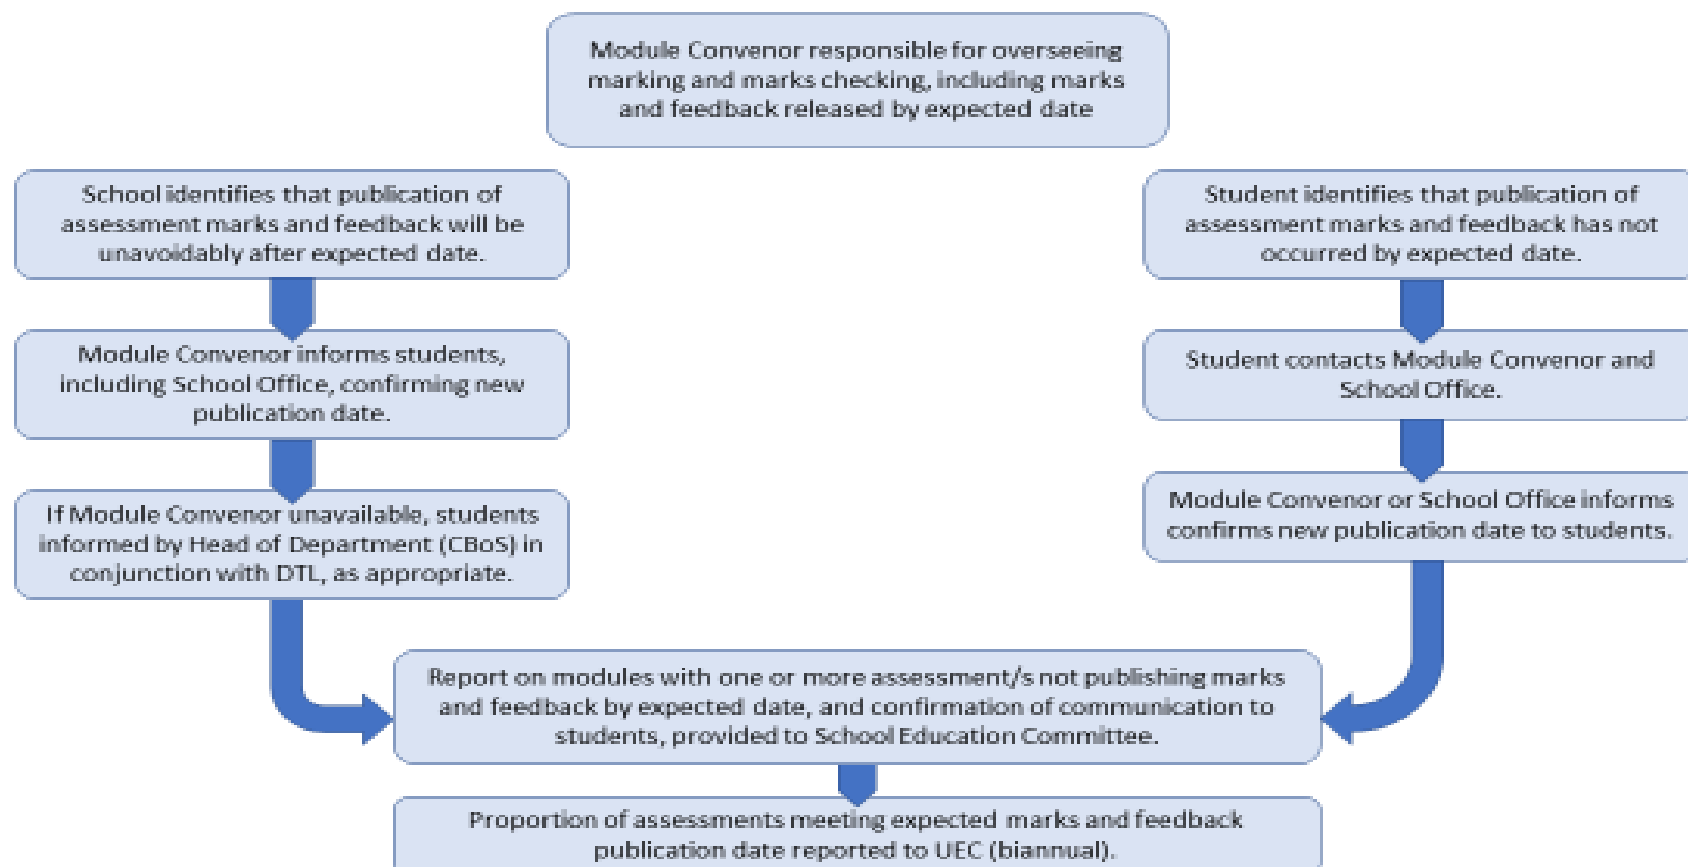 Module Convenor responsible for overseeing
marking and marks checking, including marks
and feedback released by expected date
School identifies that publication of
assessment marks and feedback will be
unavoidably after expected date.
Module Convenor informs students,
including School Office, confirming new
publication date.
If Module Convenor unavailable, students
informed by Head of Department (CBoS) in
conjunction with DTL, as appropriate.
Student identifies that publication of
assessment marks and feedback has not
occurred by expected date.
Student contacts Module Convenor and
School Office.
Module Convenor or School Office informs
confirms new publication date to students.
Report on modules with one or more assessment/s not publishing marks
and feedback by expected date, and confirmation of communication to
students, provided to School Education Committee.
Proportion of assessments meeting expected marks and feedback
publication date reported to UEC (biannual).